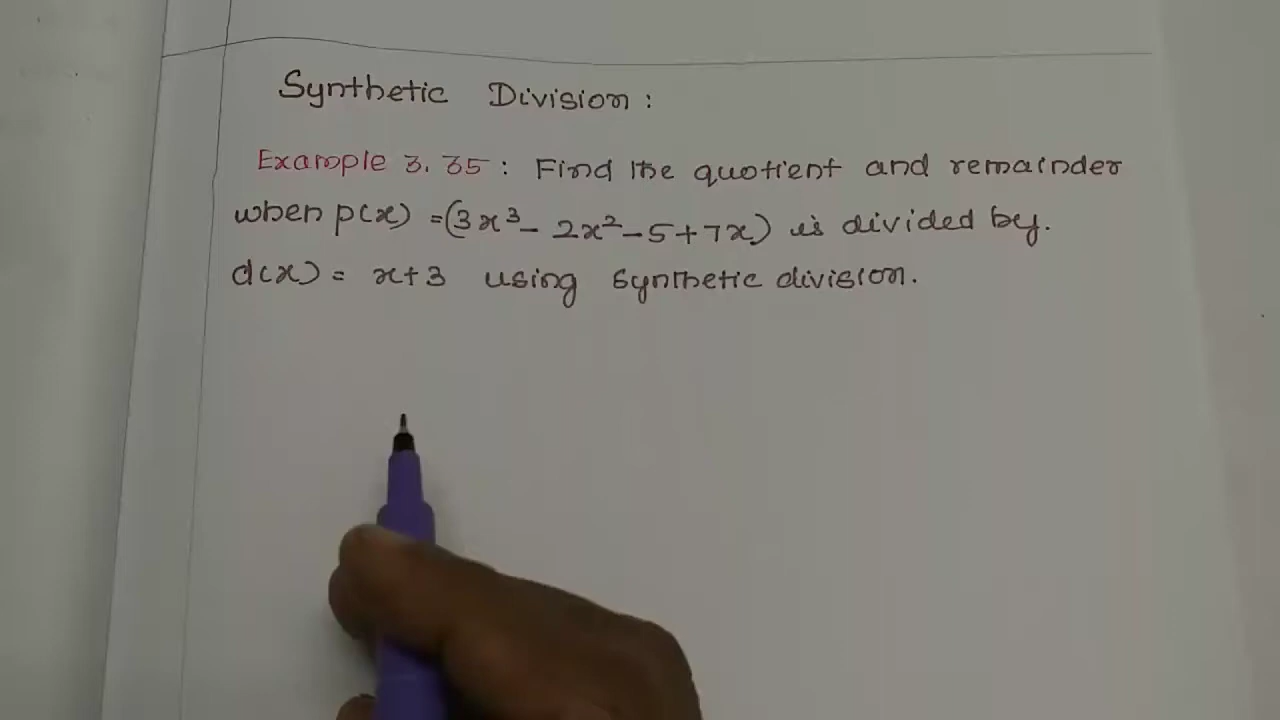 Synthetic Division :
Example 3.35 : Find the quotient and remainder
when p(x) = (3x³ - 2x² - 5 + 7x) is divided by.
d(x) = x+3 using synthetic division.